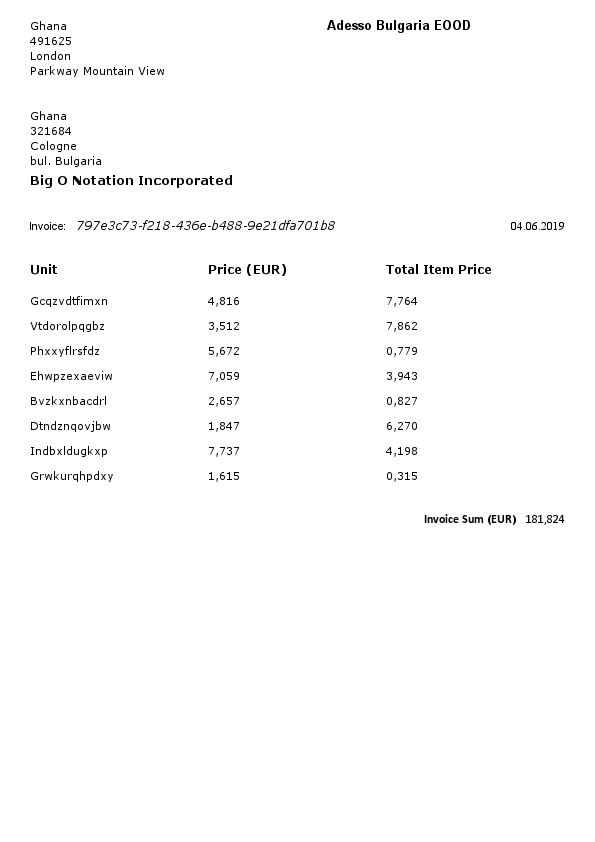 Ghana
491625
London
Parkway Mountain View
Adesso Bulgaria EOOD
Ghana
321684
Cologne
bul. Bulgaria
Big O Notation Incorporated
Invoice: 797e3c73-f218-436e-b488-9e21dfa701b8 04.06.2019
Unit Price (EUR) Total Item Price
Gcqzvdtfimxn 4,816 7,764
Vtdorolpqgbz 3,512 7,862
Phxxyflrsfdz 5,672 0,779
Ehwpzexaeviw 7,059 3,943
Bvzkxnbacdrl 2,657 0,827
Dtndznqovjbw 1,847 6,270
Indbxldugkxp 7,737 4,198
Grwkurqhpdxy 1,615 0,315
Invoice Sum (EUR) 181,824